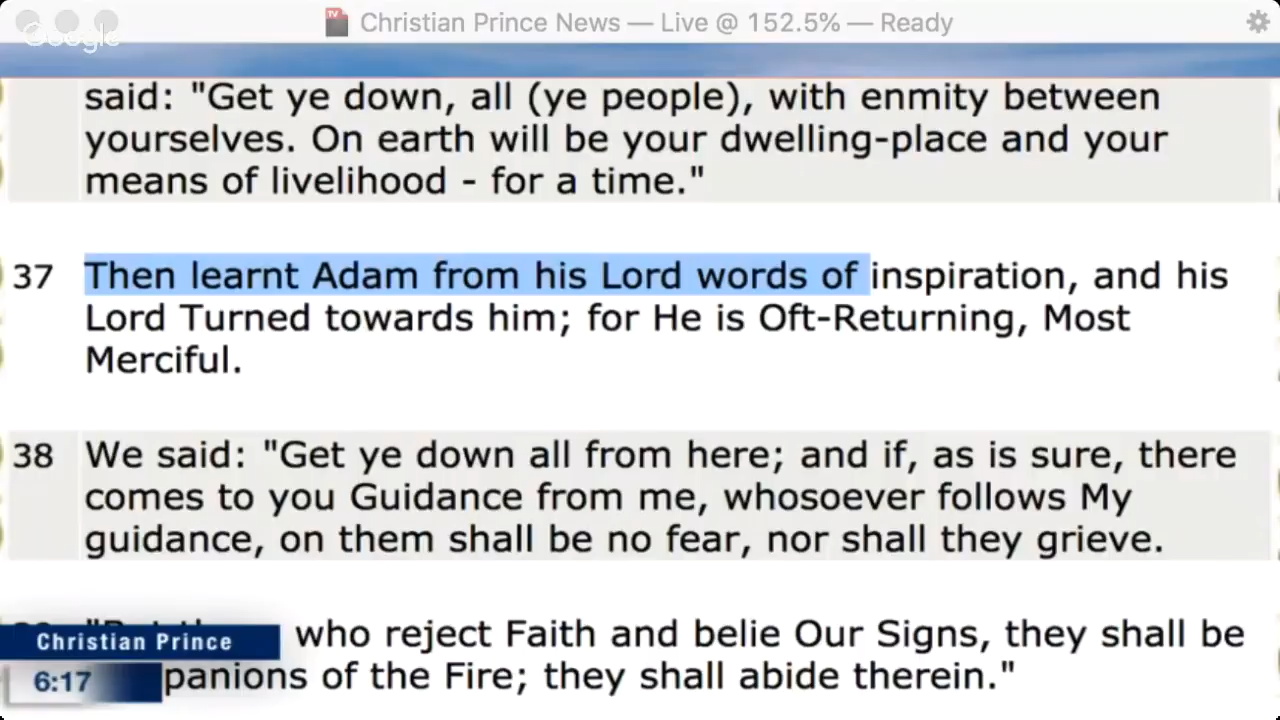 Christian Prince News — Live @ 152.5% — Ready
Google
said: "Get ye down, all (ye people), with enmity between
yourselves. On earth will be your dwelling-place and your
means of livelihood - for a time."
37 Then learnt Adam from his Lord words of inspiration, and his
Lord Turned towards him; for He is Oft-Returning, Most
Merciful.
38 We said: "Get ye down all from here; and if, as is sure, there
comes to you Guidance from me, whosoever follows My
guidance, on them shall be no fear, nor shall they grieve.
who reject Faith and belie Our Signs, they shall be
panions of the Fire; they shall abide therein."
Christian Prince
6:17